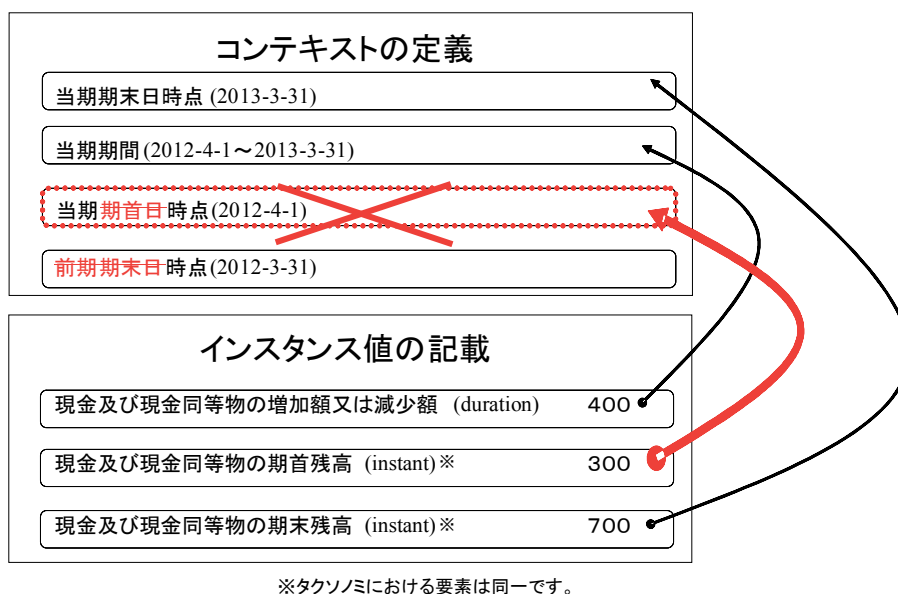 コンテキストの定義
当期期末日時点 (2013-3-31)
当期期間 (2012-4-1～2013-3-31)
当期期首日時点(2012-4-1)
前期期末日時点(2012-3-31)
インスタンス値の記載
現金及び現金同等物の増加額又は減少額 (duration) 400
現金及び現金同等物の期首残高 (instant)※ 300
現金及び現金同等物の期末残高 (instant)※ 700
※タクソノミにおける要素は同一です。